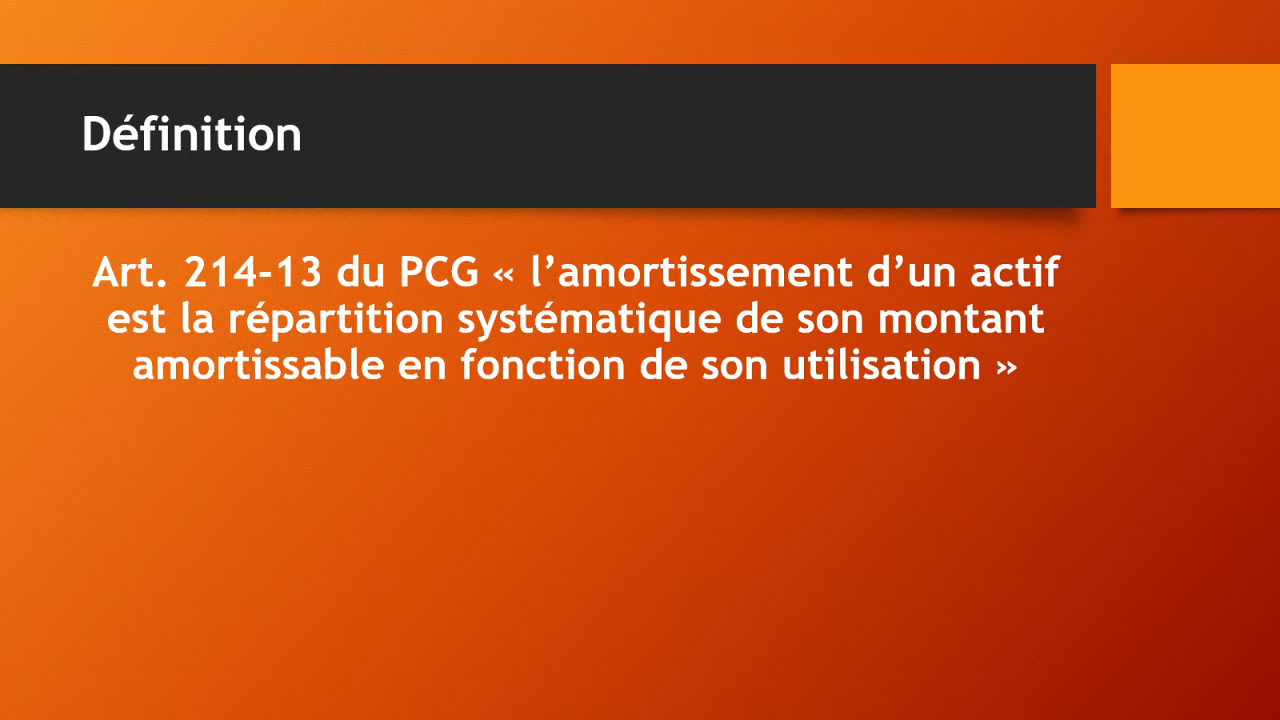 Définition
Art. 214-13 du PCG « l’amortissement d’un actif
est la répartition systématique de son montant
amortissable en fonction de son utilisation »